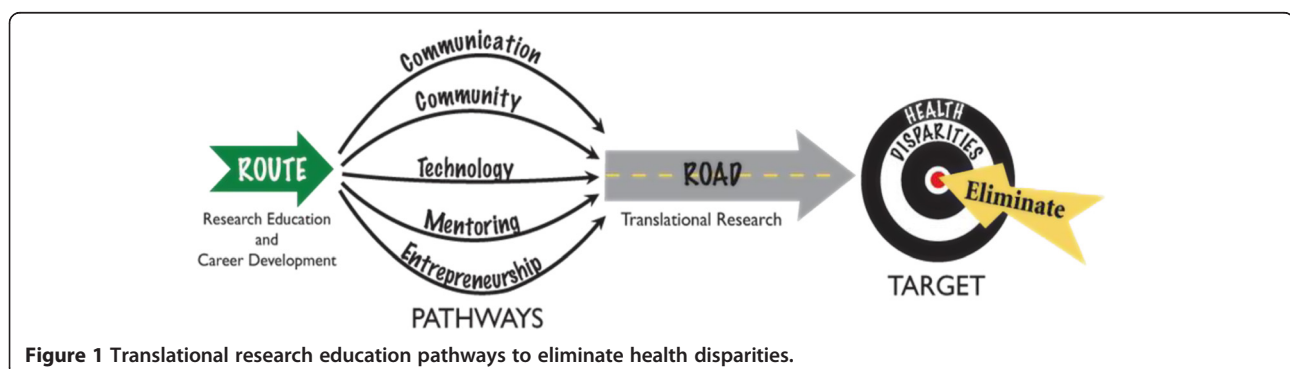 ROUTE
Research Education
and
Career Development
Communication
Community
Technology
Mentoring
Entrepreneurship
PATHWAYS
ROAD
Translational Research
HEALTH
DISPARITIES
Eliminate
TARGET
Figure 1 Translational research education pathways to eliminate health disparities.